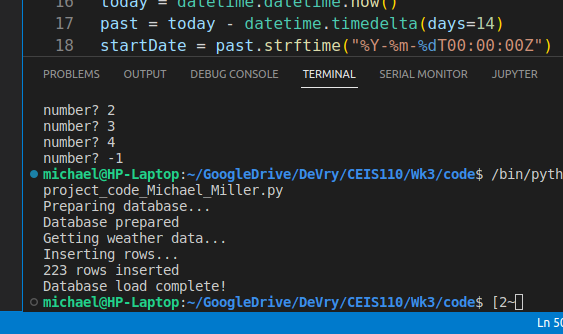 16 today = datetime.datetime.now()
17 past = today - datetime.timedelta(days=14)
18 startDate = past.strftime("%Y-%m-%dT00:00:00Z")
PROBLEMS OUTPUT DEBUG CONSOLE TERMINAL SERIAL MONITOR JUPYTER
number? 2
number? 3
number? 4
number? -1
michael@HP-Laptop:~/GoogleDrive/DeVry/CEIS110/Wk3/code$ /bin/pyth
project_code_Michael_Miller.py
Preparing database...
Database prepared
Getting weather data...
Inserting rows...
223 rows inserted
Database load complete!
michael@HP-Laptop:~/GoogleDrive/DeVry/CEIS110/Wk3/code$ [2~
Ln 50